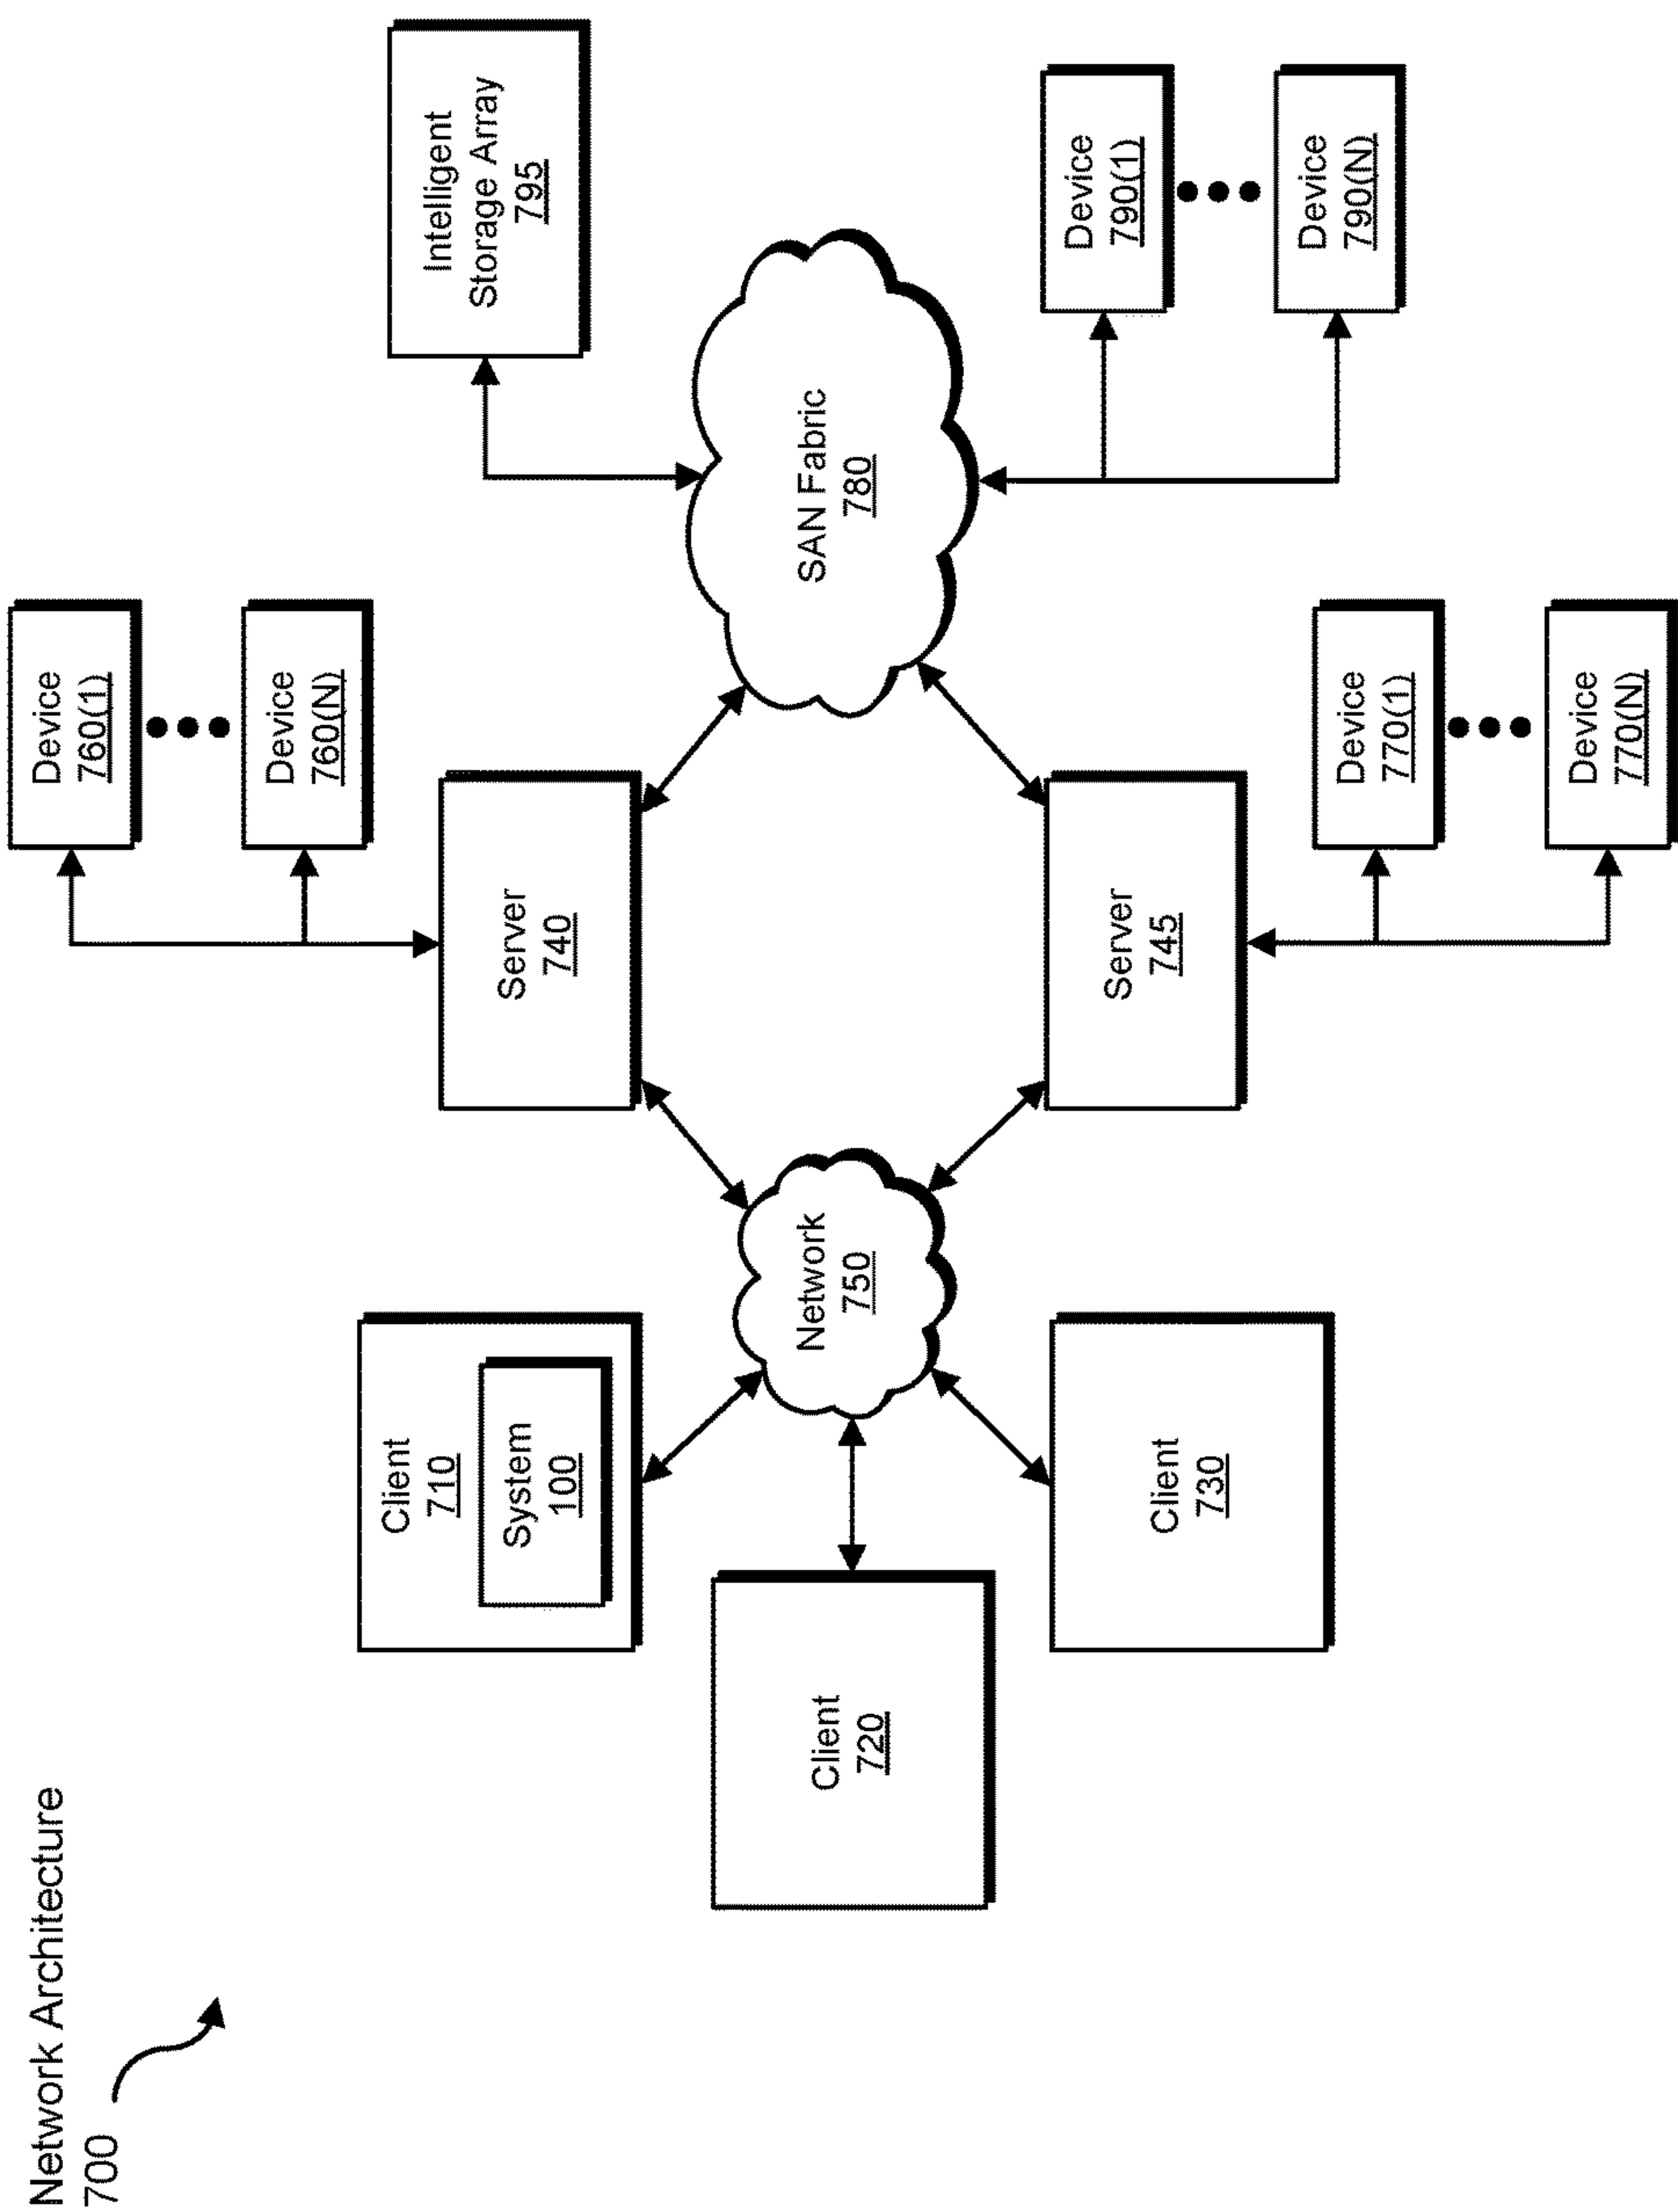 Network Architecture
700
Client
710
System
100
Client
720
Client
730
Network
750
Server
740
Server
745
Device
760(1)
Device
760(N)
Device
770(1)
Device
770(N)
SAN Fabric
780
Intelligent
Storage Array
795
Device
790(1)
Device
790(N)